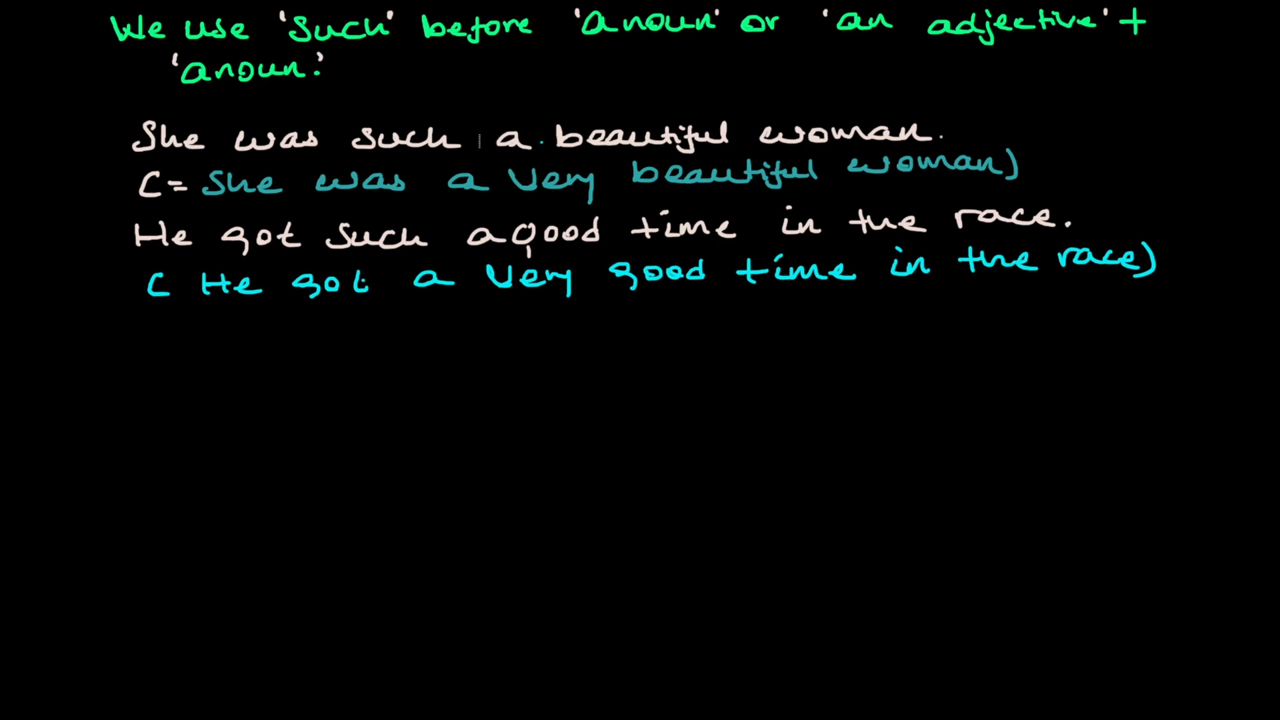 We use 'such' before 'a noun' or 'an adjective' +
'a noun.'
She was such a beautiful woman.
(= She was a very beautiful woman)
He got such a good time in the race.
( He got a very good time in the race)